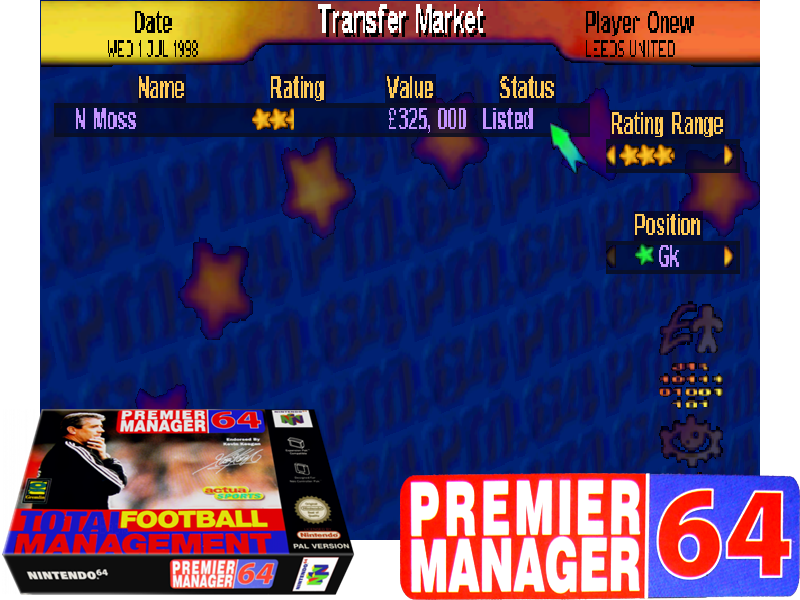 Date
WED 1 JUL 1998
Transfer Market
Player Onew
LEEDS UNITED
Name Rating Value Status
N Moss £325,000 Listed
Rating Range
Position
Gk
PREMIER
MANAGER 64
Endorsed By
Kevin Keegan
actua
SPORTS
Gremlin
TOTAL FOOTBALL
MANAGEMENT
Nintendo
PAL VERSION
NINTENDO64
PREMIER
MANAGER 64
PREMIER
MANAGER 64